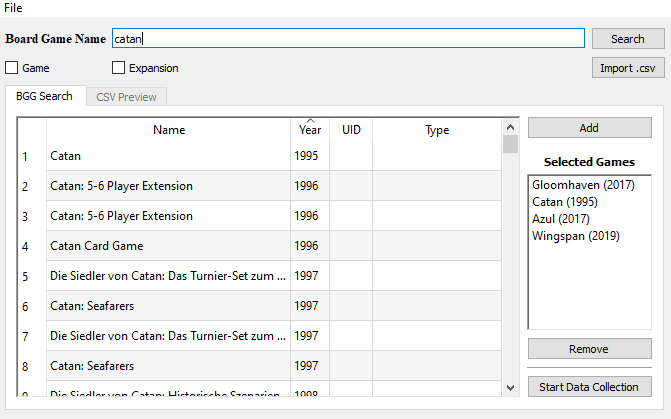 File
Board Game Name catan Search
Game Expansion Import .csv
BGG Search CSV Preview
Name Year UID Type Add
1 Catan 1995
Selected Games
2 Catan: 5-6 Player Extension 1996
Gloomhaven (2017)
Catan (1995)
3 Catan: 5-6 Player Extension 1996
Azul (2017)
Wingspan (2019)
4 Catan Card Game 1996
5 Die Siedler von Catan: Das Turnier-Set zum ... 1997
6 Catan: Seafarers 1997
7 Die Siedler von Catan: Das Turnier-Set zum ... 1997
Remove
8 Catan: Seafarers 1997
Start Data Collection
9 Die Siedler von Catan: Historische Szenarien 1998